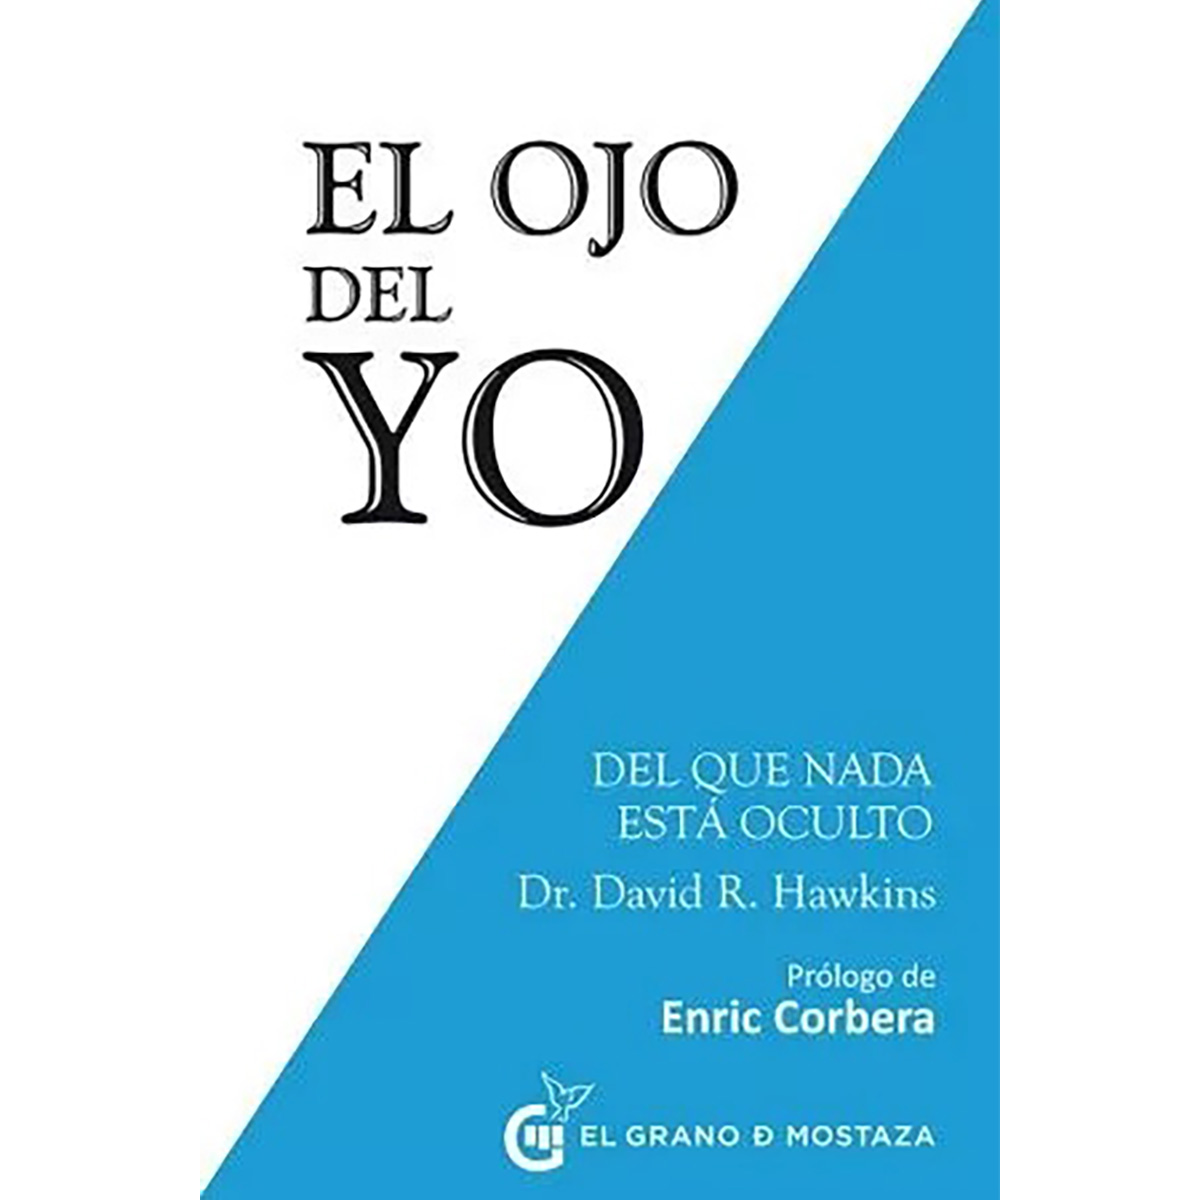 EL OJO
DEL
YO
DEL QUE NADA
ESTÁ OCULTO
Dr. David R. Hawkins
Prólogo de
Enric Corbera
EL GRANO Đ MOSTAZA